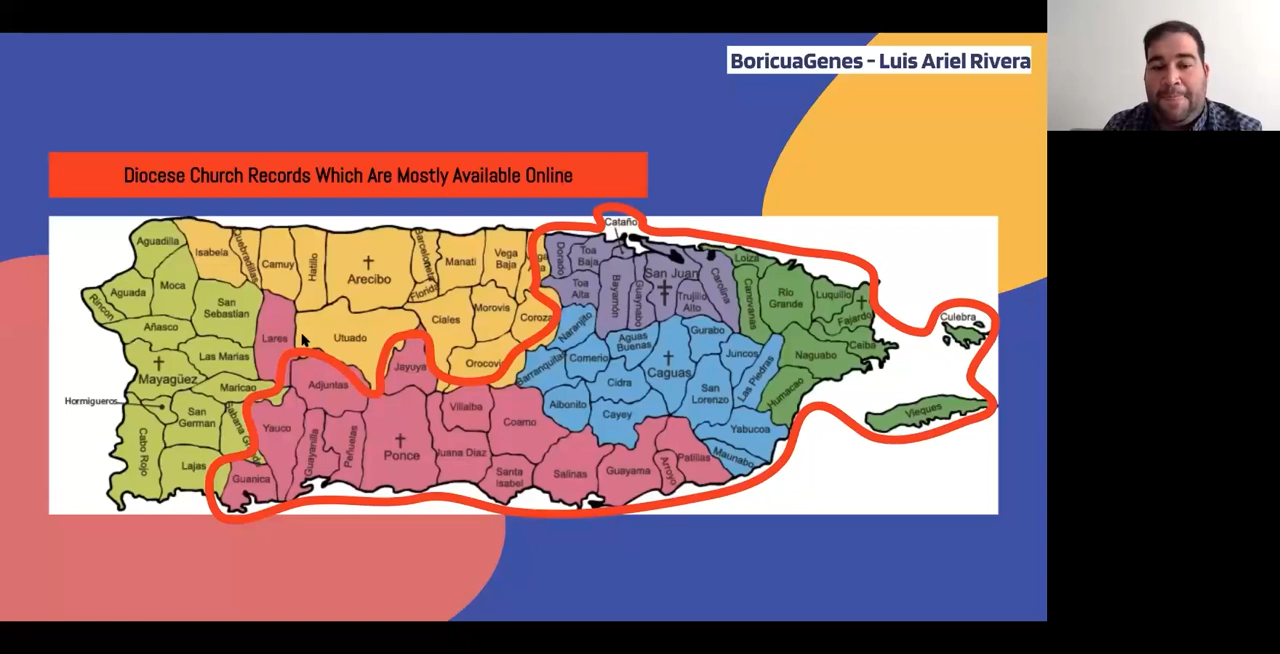 BoricuaGenes - Luis Ariel Rivera
Diocese Church Records Which Are Mostly Available Online
Cataño
Aguadilla
Isabela
Quebradillas
Camuy
Hatillo
Arecibo
Barceloneta
Florida
Manati
Vega
Baja
Dorado
Toa
Baja
San Juan
Carolina
Loiza
Aguada
Moca
Rincon
San
Sebastian
Añasco
Lares
Utuado
Ciales
Morovis
Coroza
Toa
Alta
Bayamón
Guaynabo
Trujillo
Alto
Canovanas
Rio
Grande
Luquillo
Fajardo
Ceiba
Culebra
Las Marias
Mayagüez
Maricao
Hormigueros
San
German
Sabana
Cabo Rojo
Lajas
Adjuntas
Jayuya
Orocovi
Naranjito
Barranquitas
Comerio
Aguas
Buenas
Gurabo
Caguas
Juncos
Las Piedras
Naguabo
Humacao
Vieques
Cidra
San
Lorenzo
Aibonito
Cayey
Yabucoa
Maunabo
Yauco
Guanica
Guayanilla
Peñuelas
Ponce
Villalba
Juana Diaz
Coamo
Santa
Isabel
Salinas
Guayama
Arroyo
Patillas